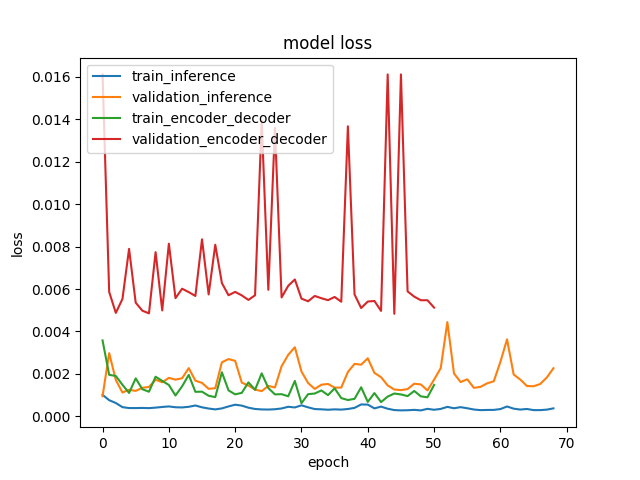 model loss
train_inference
validation_inference
train_encoder_decoder
validation_encoder_decoder
0.016
0.014
0.012
0.010
0.008
0.006
0.004
0.002
0.000
loss
0 10 20 30 40 50 60 70
epoch